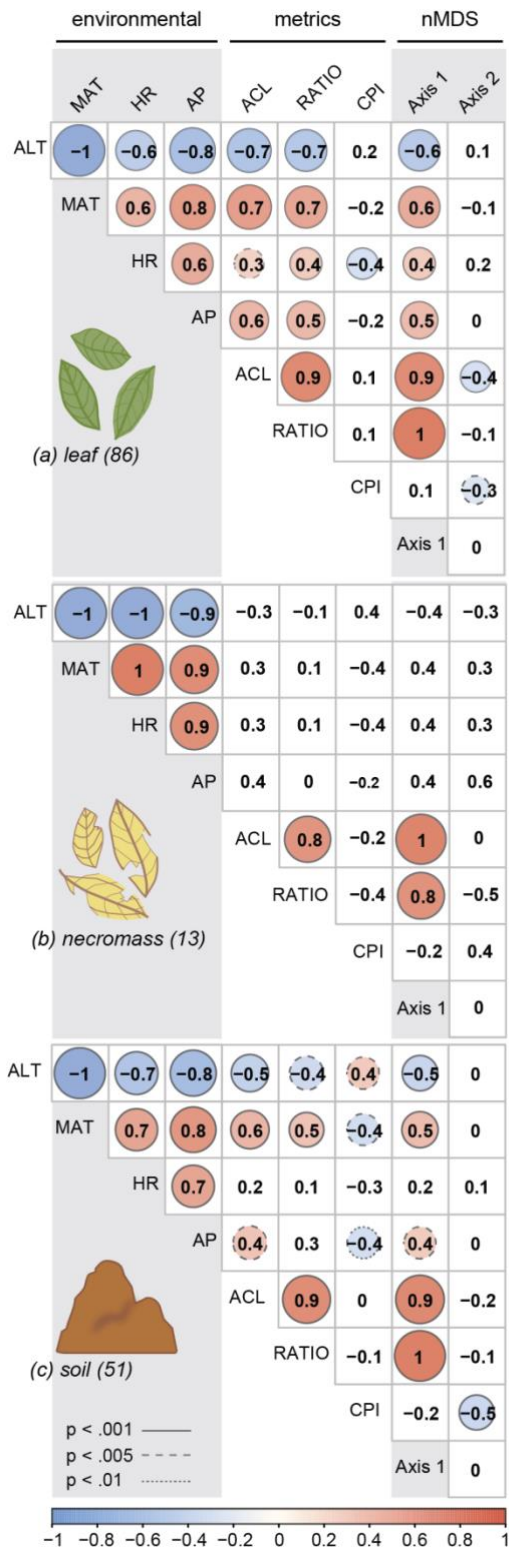 environmental metrics nMDS
MAT HR AP ACL RATIO CPI Axis 1 Axis 2
ALT −1 −0.6 −0.8 −0.7 −0.7 0.2 −0.6 0.1
MAT 0.6 0.8 0.7 0.7 −0.2 0.6 −0.1
HR 0.6 0.3 0.4 −0.4 0.4 0.2
AP 0.6 0.5 −0.2 0.5 0
ACL 0.9 0.1 0.9 −0.4
RATIO 0.1 1 −0.1
(a) leaf (86)
CPI 0.1 −0.3
Axis 1 0
ALT −1 −1 −0.9 −0.3 −0.1 0.4 −0.4 −0.3
MAT 1 0.9 0.3 0.1 −0.4 0.4 0.3
HR 0.9 0.3 0.1 −0.4 0.4 0.3
AP 0.4 0 −0.2 0.4 0.6
ACL 0.8 −0.2 1 0
RATIO −0.4 0.8 −0.5
(b) necromass (13)
CPI −0.2 0.4
Axis 1 0
ALT −1 −0.7 −0.8 −0.5 −0.4 0.4 −0.5 0
MAT 0.7 0.8 0.6 0.5 −0.4 0.5 0
HR 0.7 0.2 0.1 −0.3 0.2 0.1
AP 0.4 0.3 −0.4 0.4 0
ACL 0.9 0 0.9 −0.2
RATIO −0.1 1 −0.1
(c) soil (51)
CPI −0.2 −0.5
p < .001
p < .005
Axis 1 0
p < .01
−1 −0.8 −0.6 −0.4 −0.2 0 0.2 0.4 0.6 0.8 1